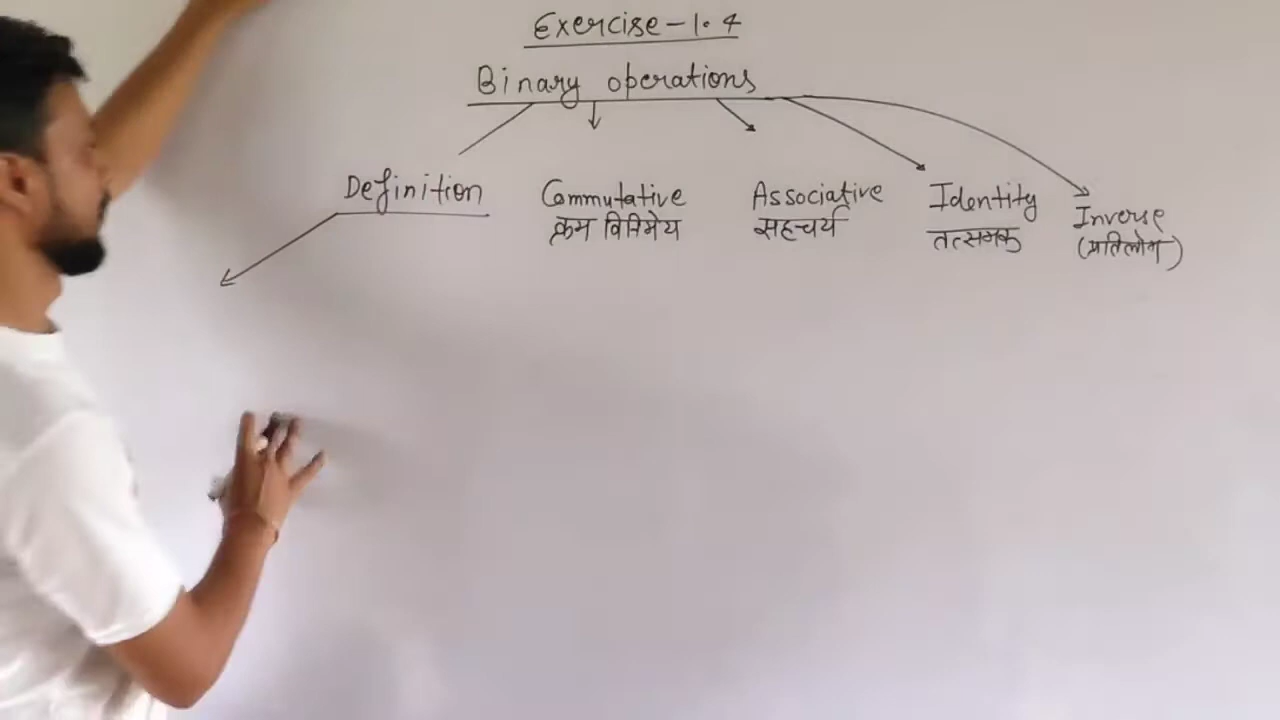 Exercise-1.4
Binary operations
Definition
Commutative
क्रम विनिमेय
Associative
सहचर्य
Identity
तत्समक
Inverse
(प्रतिलोम)